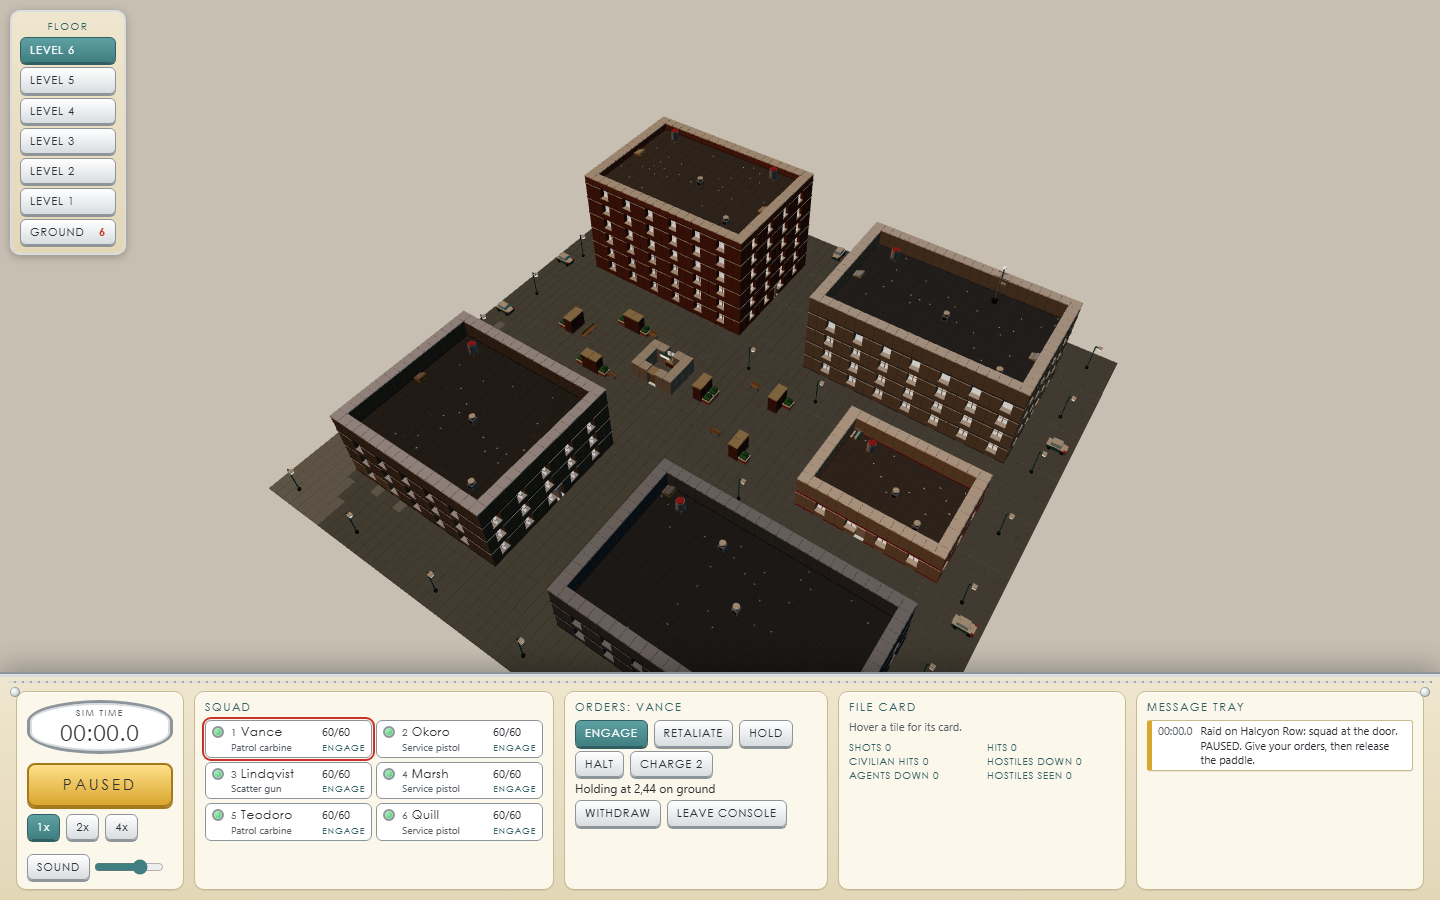 FLOOR
LEVEL 6
LEVEL 5
LEVEL 4
LEVEL 3
LEVEL 2
LEVEL 1
GROUND 6
SIM TIME
00:00.0
PAUSED
1x 2x 4x
SOUND
SQUAD
1 Vance 60/60
Patrol carbine ENGAGE
2 Okoro 60/60
Service pistol ENGAGE
3 Lindqvist 60/60
Scatter gun ENGAGE
4 Marsh 60/60
Service pistol ENGAGE
5 Teodoro 60/60
Patrol carbine ENGAGE
6 Quill 60/60
Service pistol ENGAGE
ORDERS: VANCE
ENGAGE RETALIATE HOLD
HALT CHARGE 2
Holding at 2,44 on ground
WITHDRAW LEAVE CONSOLE
FILE CARD
Hover a tile for its card.
SHOTS 0 HITS 0
CIVILIAN HITS 0 HOSTILES DOWN 0
AGENTS DOWN 0 HOSTILES SEEN 0
MESSAGE TRAY
00:00.0 Raid on Halcyon Row: squad at the door.
PAUSED. Give your orders, then release
the paddle.